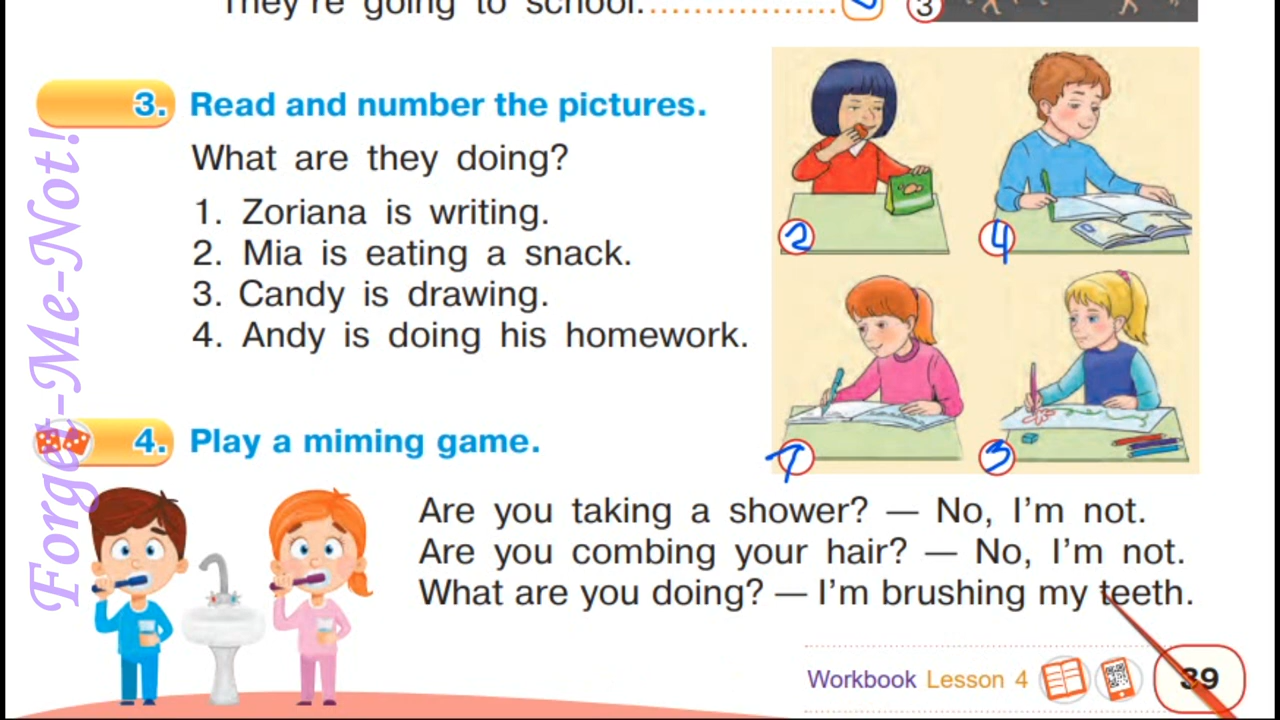 They're going to school.
3
3. Read and number the pictures.
What are they doing?
1. Zoriana is writing.
2. Mia is eating a snack.
3. Candy is drawing.
4. Andy is doing his homework.
2
4
1
3
4. Play a miming game.
Are you taking a shower? — No, I'm not.
Are you combing your hair? — No, I'm not.
What are you doing? — I'm brushing my teeth.
Workbook Lesson 4
39
Forget-Me-Not!